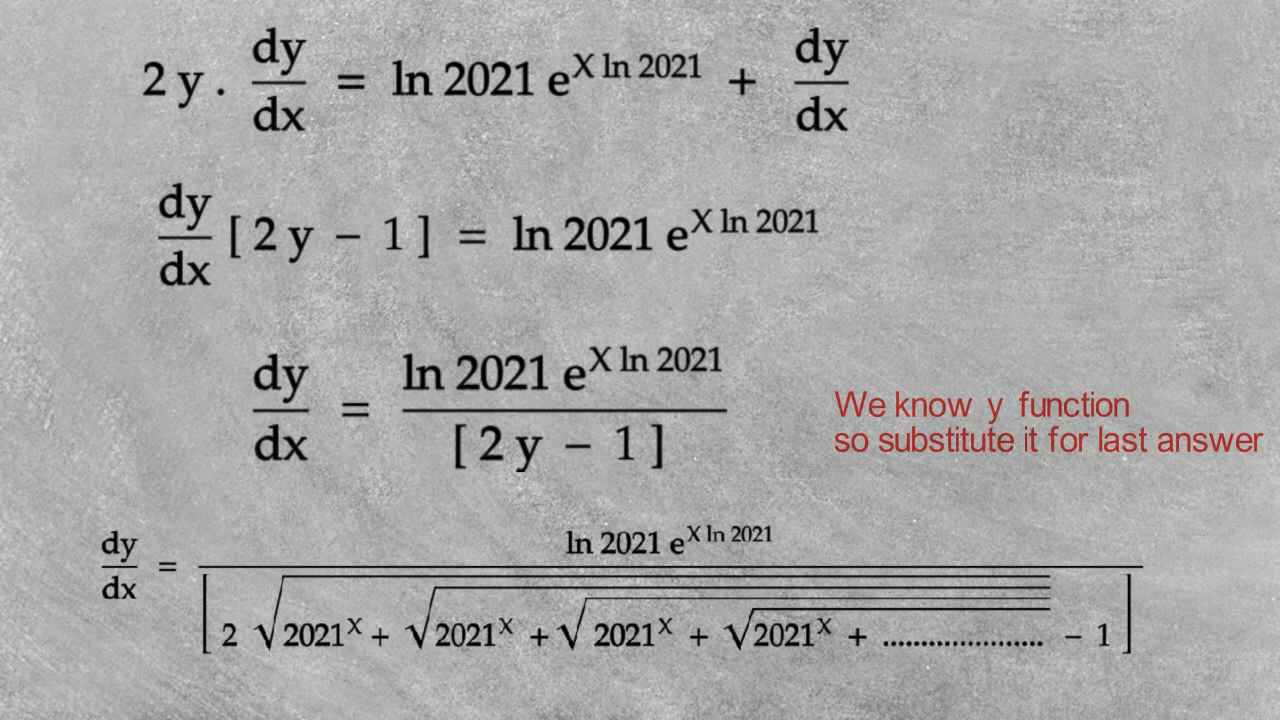 2 y . dy/dx = ln 2021 e^{X ln 2021} + dy/dx
dy/dx [ 2 y − 1 ] = ln 2021 e^{X ln 2021}
dy/dx = ln 2021 e^{X ln 2021} / [ 2 y − 1 ]
We know y function
so substitute it for last answer
dy/dx = ln 2021 e^{X ln 2021} / [ 2 √(2021^X + √(2021^X + √(2021^X + √(2021^X + .....................)))) − 1 ]